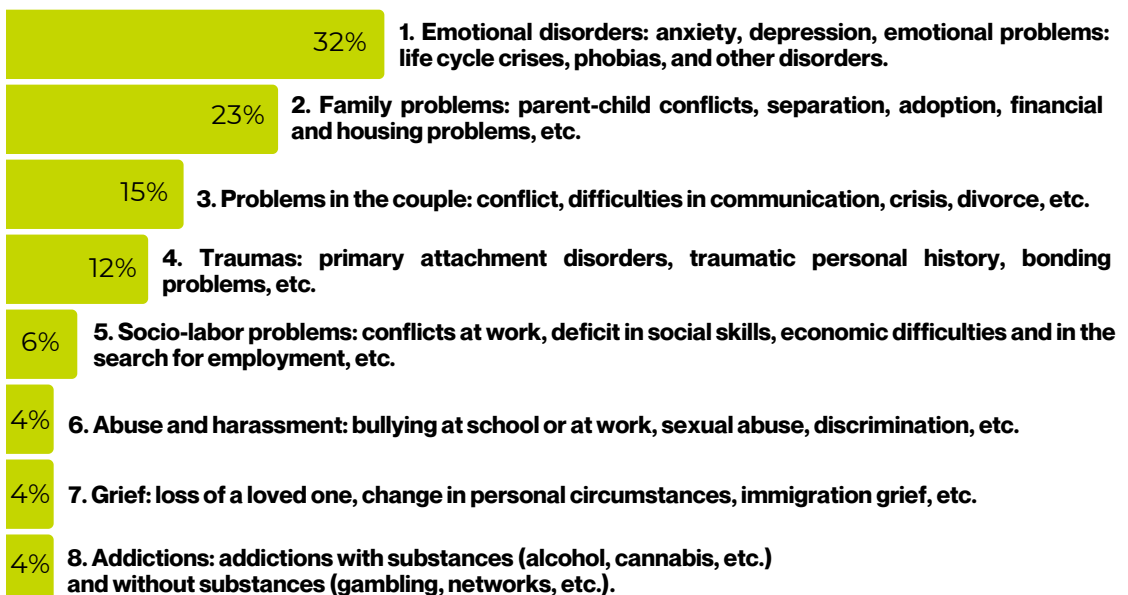 32%
1. Emotional disorders: anxiety, depression, emotional problems:
life cycle crises, phobias, and other disorders.
23%
2. Family problems: parent-child conflicts, separation, adoption, financial
and housing problems, etc.
15%
3. Problems in the couple: conflict, difficulties in communication, crisis, divorce, etc.
12%
4. Traumas: primary attachment disorders, traumatic personal history, bonding
problems, etc.
6%
5. Socio-labor problems: conflicts at work, deficit in social skills, economic difficulties and in the
search for employment, etc.
4%
6. Abuse and harassment: bullying at school or at work, sexual abuse, discrimination, etc.
4%
7. Grief: loss of a loved one, change in personal circumstances, immigration grief, etc.
4%
8. Addictions: addictions with substances (alcohol, cannabis, etc.)
and without substances (gambling, networks, etc.).